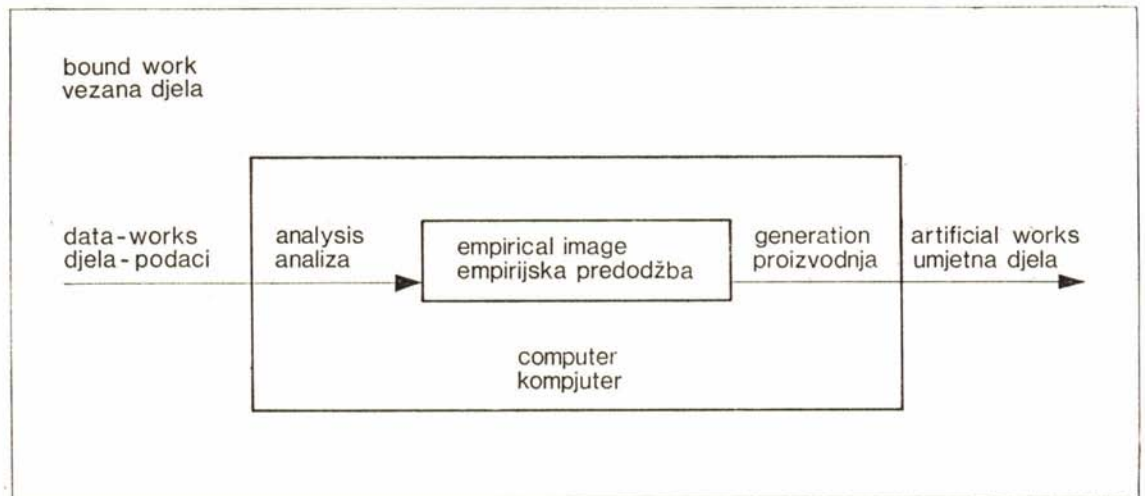 bound work
vezana djela
data-works
djela-podaci
analysis
analiza
empirical image
empirijska predodžba
generation
proizvodnja
artificial works
umjetna djela
computer
kompjuter